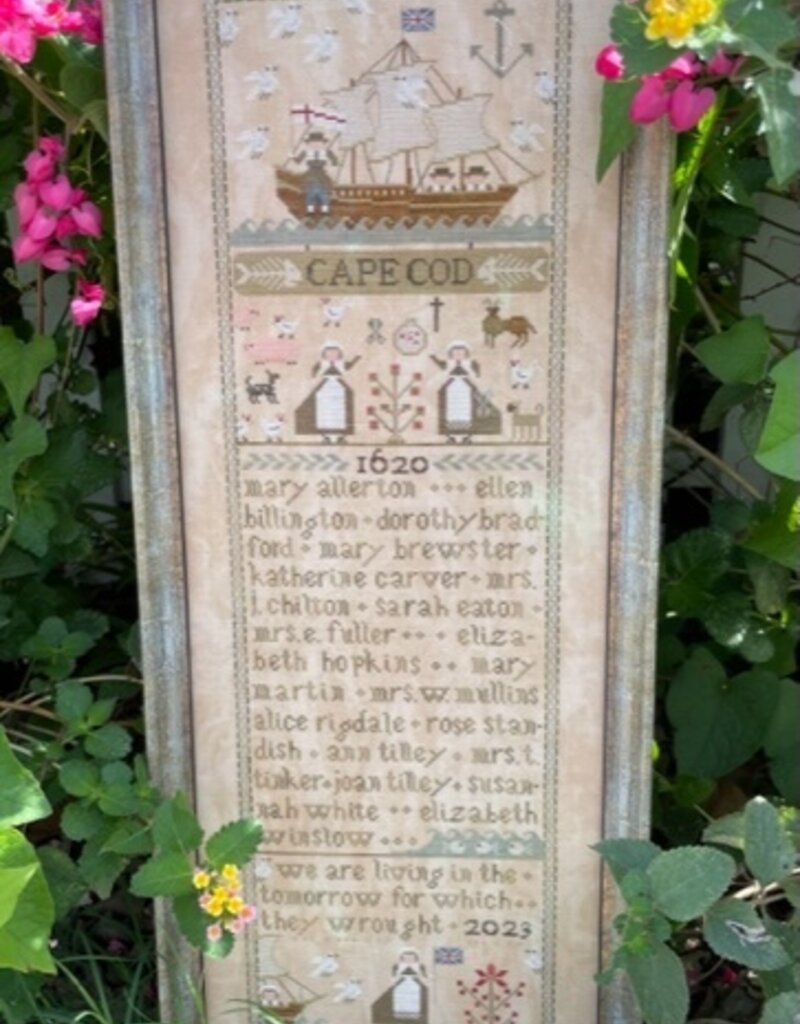 CAPE COD
1620
mary allerton ··· ellen
billington · dorothy brad-
ford · mary brewster ·
katherine carver · mrs.
j. chilton · sarah eaton ·
mrs. e. fuller ·· · eliza-
beth hopkins ·· mary
martin · mrs. w. mullins
alice rigdale · rose stan-
dish · ann tilley · mrs. t.
tinker · joan tilley · susan-
nah white ·· elizabeth
winslow ···
"we are living in the ·
tomorrow for which ··
they wrought · 2023